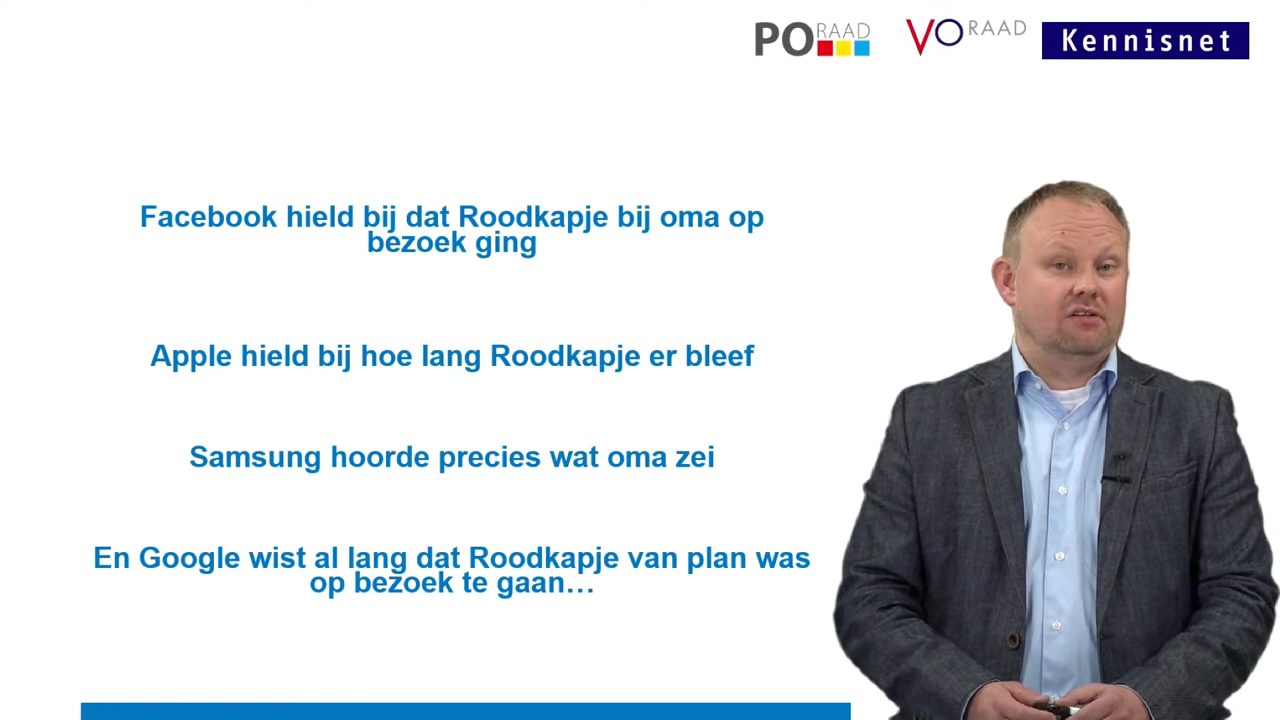 PO RAAD
VO RAAD
Kennisnet
Facebook hield bij dat Roodkapje bij oma op
bezoek ging
Apple hield bij hoe lang Roodkapje er bleef
Samsung hoorde precies wat oma zei
En Google wist al lang dat Roodkapje van plan was
op bezoek te gaan…